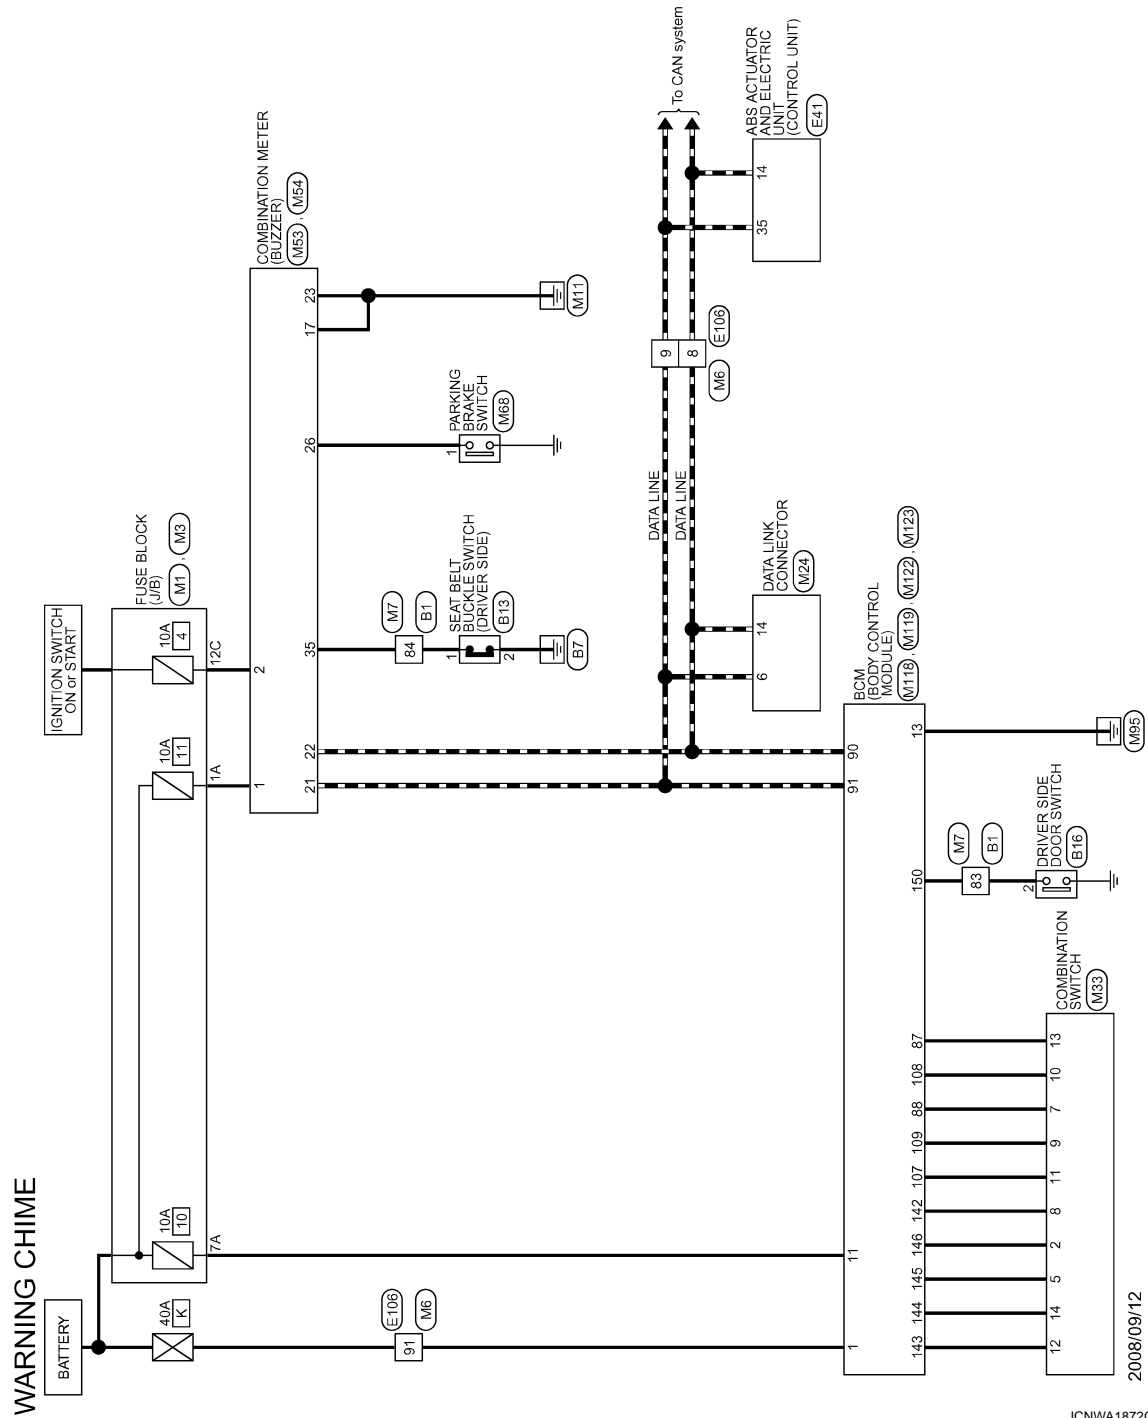 WARNING CHIME
BATTERY
IGNITION SWITCH
ON or START
FUSE BLOCK
(J/B)
M1 , M3
40A
K
10A
10
7A
10A
11
1A
10A
4
12C
COMBINATION METER
(BUZZER)
M53 , M54
1
2
21
22
35
26
17
23
E106
M6
91
M7
B1
84
SEAT BELT
BUCKLE SWITCH
(DRIVER SIDE)
B13
1
2
B7
PARKING
BRAKE
SWITCH
M68
1
M11
DATA LINE
DATA LINE
9
8
M6
E106
To CAN system
DATA LINK
CONNECTOR
M24
6
14
ABS ACTUATOR
AND ELECTRIC
UNIT
(CONTROL UNIT)
E41
35
14
BCM
(BODY CONTROL
MODULE)
M118 , M119 , M122 , M123
1
11
91
90
143
144
145
146
142
107
109
88
108
87
150
13
M7
B1
83
DRIVER SIDE
DOOR SWITCH
B16
2
M95
COMBINATION
SWITCH
M33
12
14
5
2
8
11
9
7
10
13
2008/09/12